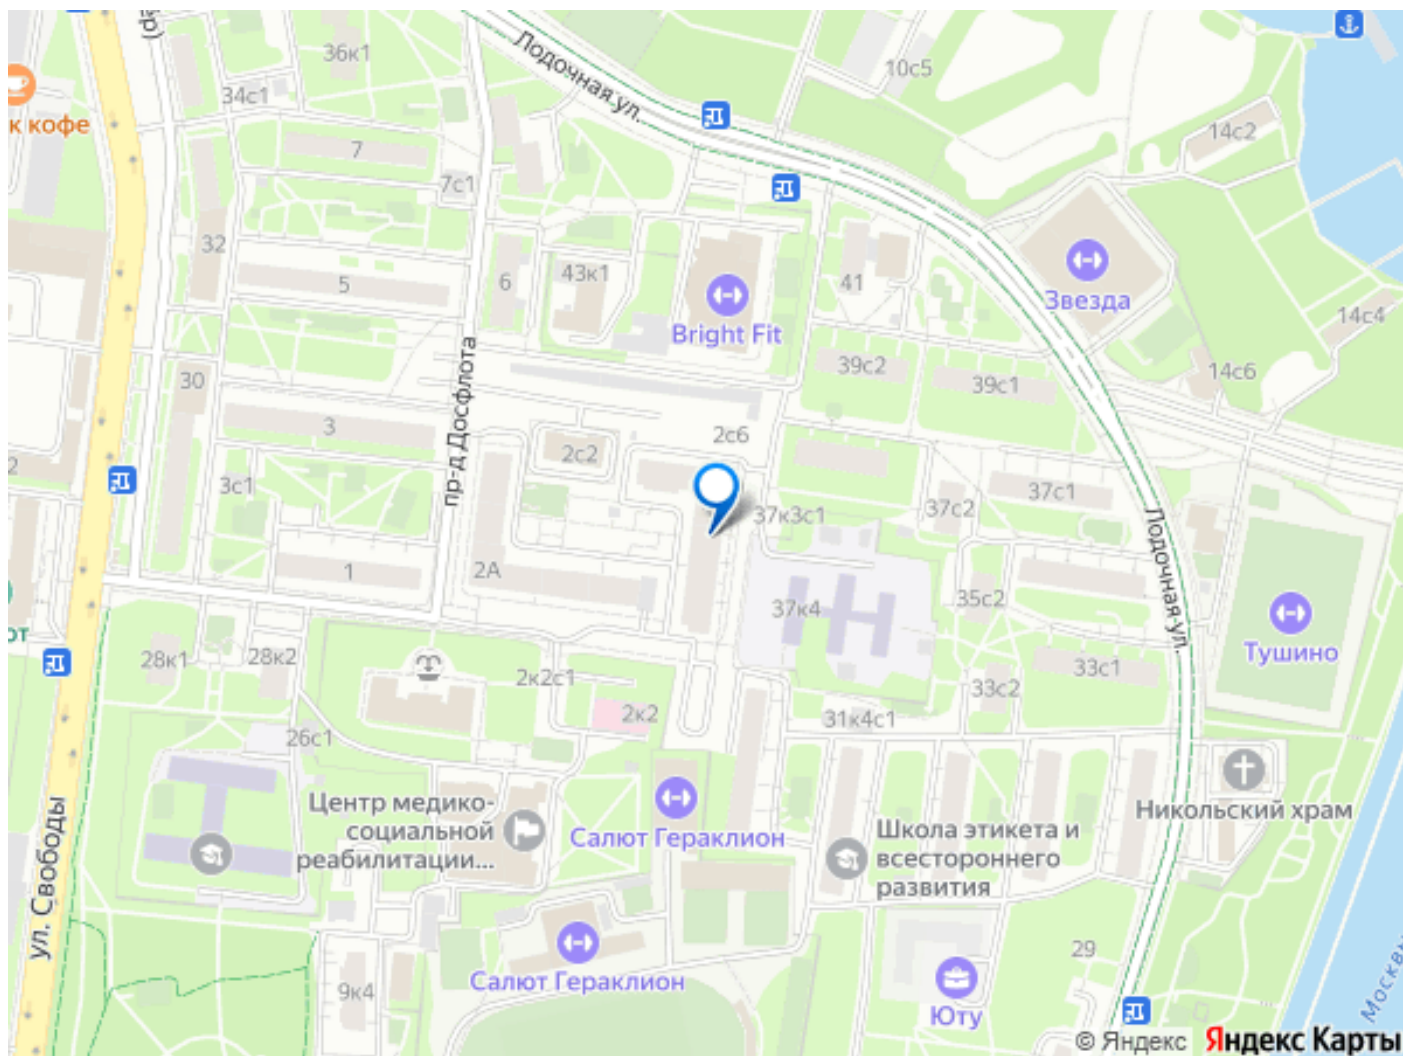 36к1
Лодочная ул.
10с5
34с1
к кофе
14с2
7
7с1
32
43к1
6
5
41
Звезда
Bright Fit
14с4
39с2
14с6
39с1
30
пр-д Досфлота
3
2с6
2с2
2
3с1
37с1
37с2
37к3с1
Лодочная ул.
1
2А
37к4
35с2
от
Тушино
28к1
28к2
2к2с1
33с1
33с2
2к2
31к4с1
26с1
Центр медико-
социальной
реабилитации...
Салют Гераклион
Школа этикета и
всестороннего
развития
Никольский храм
ул. Свободы
29
Салют Гераклион
9к4
Юту
Москвы
© Яндекс Яндекс Карты